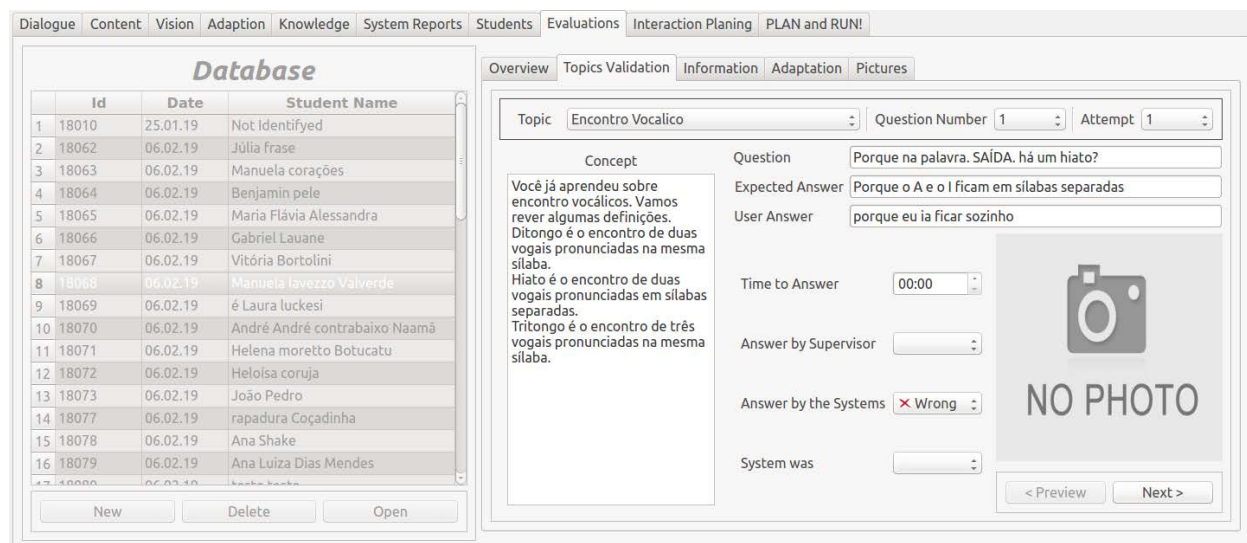 Dialogue Content Vision Adaption Knowledge System Reports Students Evaluations Interaction Planing PLAN and RUN!
Database
Id Date Student Name
1 18010 25.01.19 Not Identifyed
2 18062 06.02.19 Júlia frase
3 18063 06.02.19 Manuela corações
4 18064 06.02.19 Benjamin pele
5 18065 06.02.19 Maria Flávia Alessandra
6 18066 06.02.19 Gabriel Lauane
7 18067 06.02.19 Vitória Bortolini
8 18068 06.02.19 Manuela lavezzo Valverde
9 18069 06.02.19 é Laura luckesi
10 18070 06.02.19 André André contrabaixo Naamã
11 18071 06.02.19 Helena moretto Botucatu
12 18072 06.02.19 Heloísa coruja
13 18073 06.02.19 João Pedro
14 18077 06.02.19 rapadura Coçadinha
15 18078 06.02.19 Ana Shake
16 18079 06.02.19 Ana Luiza Dias Mendes
New Delete Open
Overview Topics Validation Information Adaptation Pictures
Topic Encontro Vocalico Question Number 1 Attempt 1
Concept
Você já aprendeu sobre
encontro vocálicos. Vamos
rever algumas definições.
Ditongo é o encontro de duas
vogais pronunciadas na mesma
sílaba.
Hiato é o encontro de duas
vogais pronunciadas em sílabas
separadas.
Tritongo é o encontro de três
vogais pronunciadas na mesma
sílaba.
Question Porque na palavra. SAÍDA. há um hiato?
Expected Answer Porque o A e o I ficam em sílabas separadas
User Answer porque eu ia ficar sozinho
Time to Answer 00:00
Answer by Supervisor
Answer by the Systems Wrong
System was
NO PHOTO
< Preview Next >